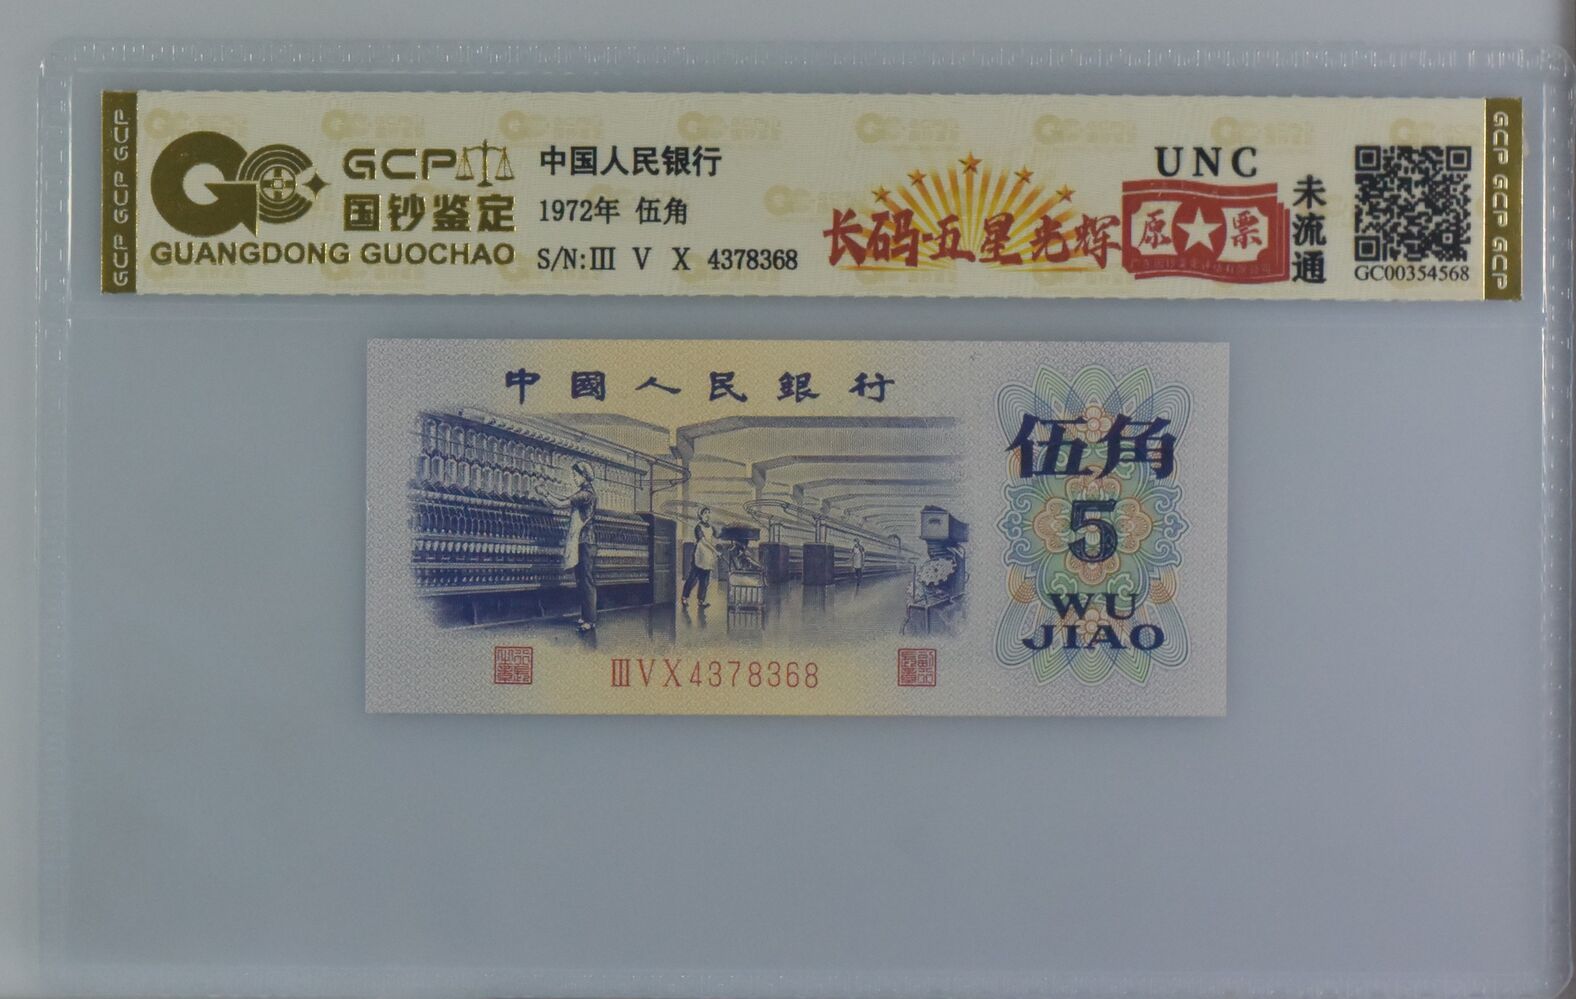 GCP GCP GCP
GCP
国钞鉴定
GUANGDONG GUOCHAO
中国人民银行
1972年 伍角
S/N:III V X 4378368
长码五星光辉
原票
UNC
未流通
GC00354568
GCP GCP GCP
中國人民銀行
伍角
5
WU
JIAO
III V X 4378368